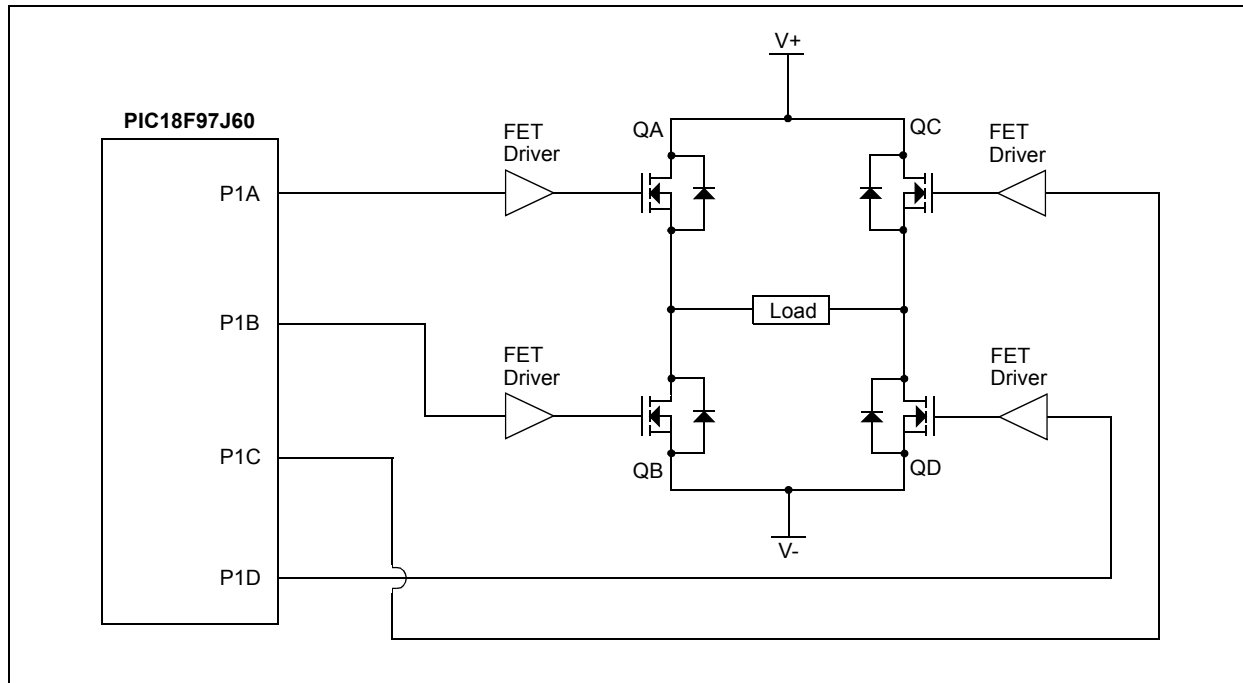 V+
PIC18F97J60
FET
Driver
QA
QC
FET
Driver
P1A
P1B
Load
FET
Driver
FET
Driver
P1C
QB
QD
V-
P1D